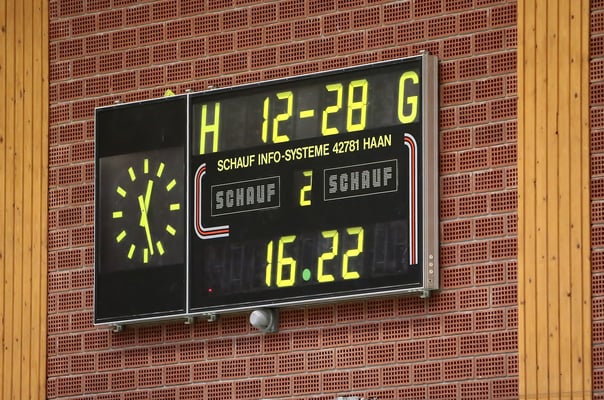 H 12-28 G
SCHAUF INFO-SYSTEME 42781 HAAN
SCHAUF 2 SCHAUF
16.22